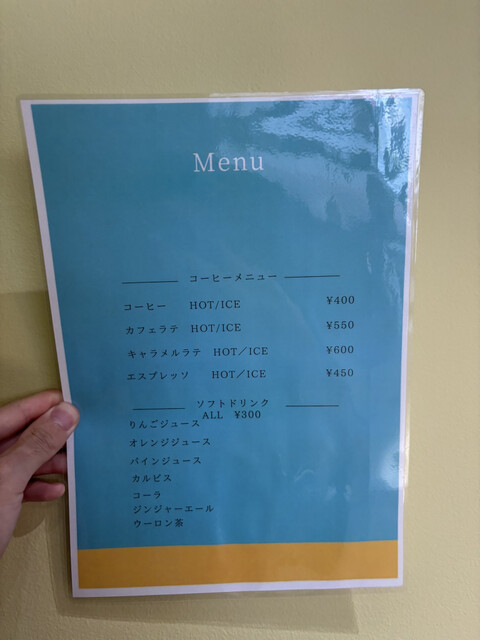 Menu
コーヒーメニュー
コーヒー HOT/ICE ¥400
カフェラテ HOT/ICE ¥550
キャラメルラテ HOT／ICE ¥600
エスプレッソ HOT／ICE ¥450
ソフトドリンク
ALL ¥300
りんごジュース
オレンジジュース
パインジュース
カルピス
コーラ
ジンジャーエール
ウーロン茶